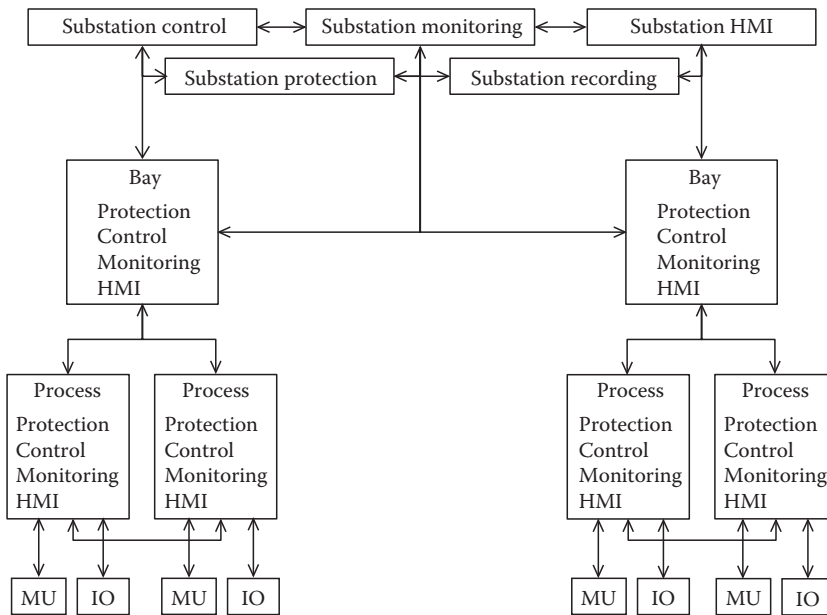 Substation control
Substation monitoring
Substation HMI
Substation protection
Substation recording
Bay
Protection
Control
Monitoring
HMI
Bay
Protection
Control
Monitoring
HMI
Process
Protection
Control
Monitoring
HMI
Process
Protection
Control
Monitoring
HMI
Process
Protection
Control
Monitoring
HMI
Process
Protection
Control
Monitoring
HMI
MU
IO
MU
IO
MU
IO
MU
IO